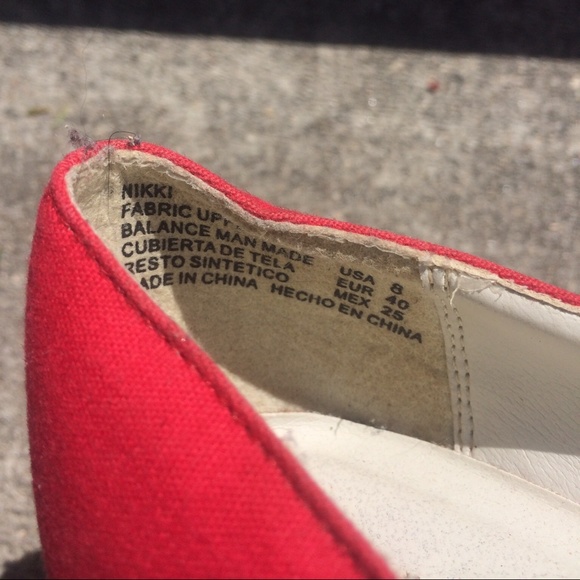 NIKKI
FABRIC
BALANCE MAN MADE
CUBIERTA DE TELA
RESTO SINTETICO
MADE IN CHINA HECHO EN CHINA
USA 8
EUR 40
MEX 25